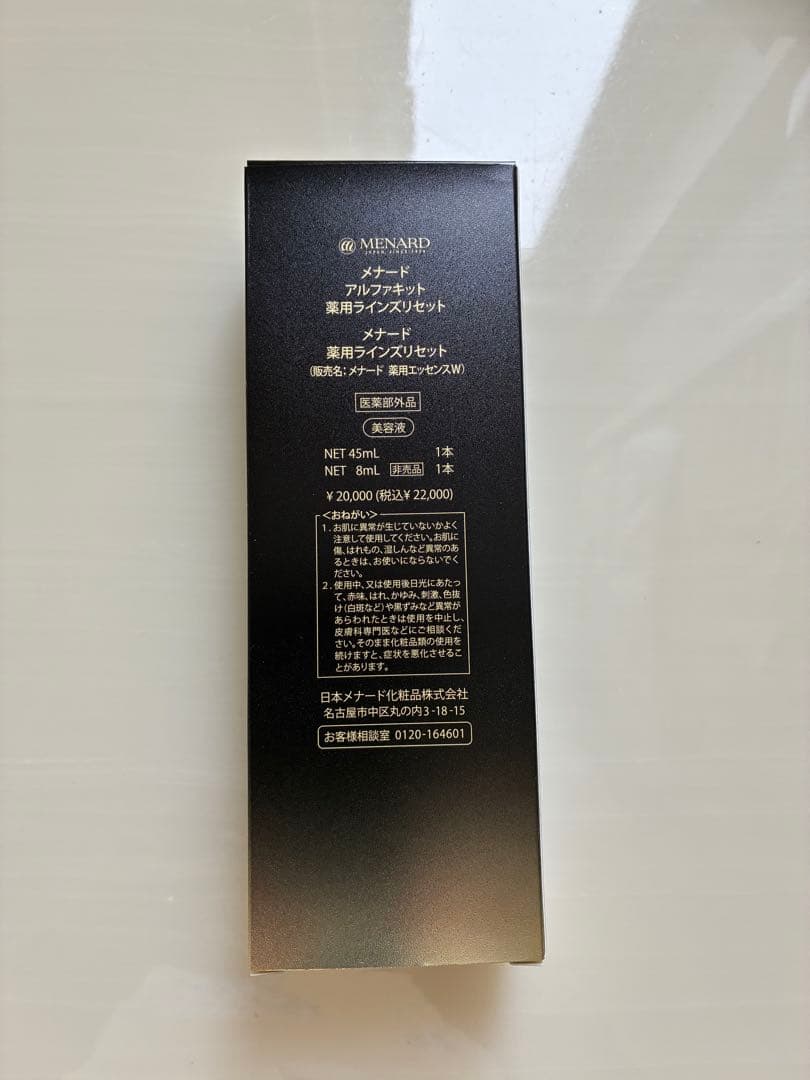 MENARD
JAPAN, SINCE 1959
メナード
アルファキット
薬用ラインズリセット
メナード
薬用ラインズリセット
（販売名：メナード 薬用エッセンスW）
医薬部外品
美容液
NET 45mL 1本
NET 8mL 非売品 1本
¥20,000 (税込¥22,000)
＜おねがい＞
1. お肌に異常が生じていないかよく
注意して使用してください。お肌に
傷、はれもの、湿しんなど異常のあ
るときは、お使いにならないでく
ださい。
2. 使用中、又は使用後日光にあたっ
て、赤味、はれ、かゆみ、刺激、色抜
け（白斑など）や黒ずみなど異常が
あらわれたときは使用を中止し、
皮膚科専門医などにご相談くだ
さい。そのまま化粧品類の使用を
続けますと、症状を悪化させるこ
とがあります。
日本メナード化粧品株式会社
名古屋市中区丸の内3-18-15
お客様相談室 0120-164601